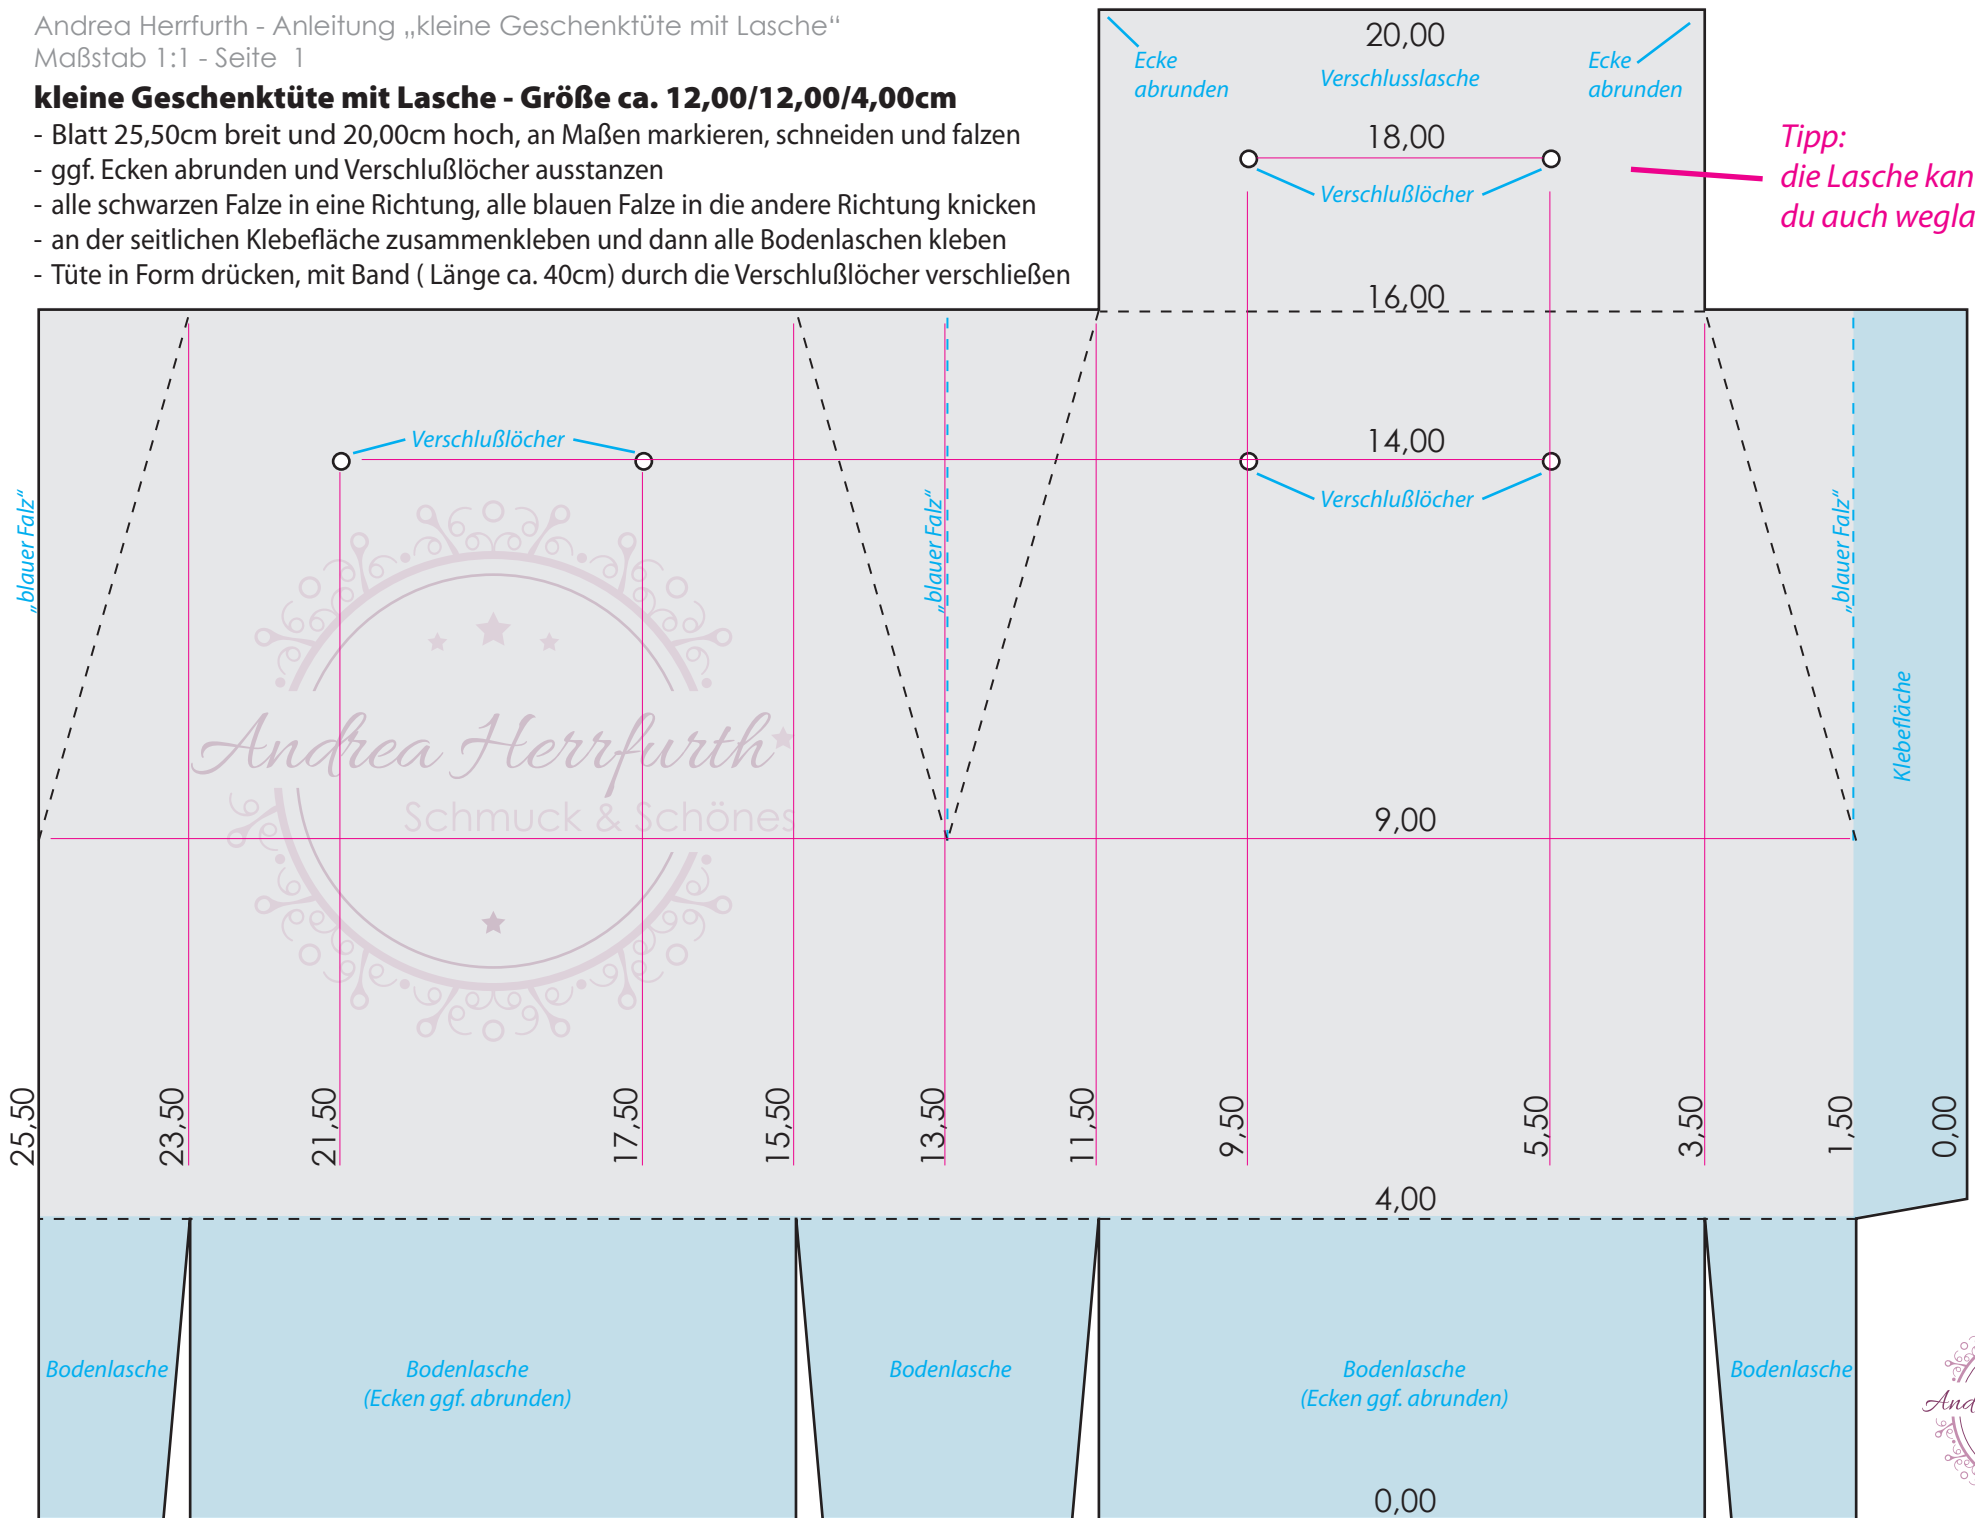 Andrea Herrfurth - Anleitung „kleine Geschenktüte mit Lasche“
Maßstab 1:1 - Seite 1
kleine Geschenktüte mit Lasche - Größe ca. 12,00/12,00/4,00cm
- Blatt 25,50cm breit und 20,00cm hoch, an Maßen markieren, schneiden und falzen
- ggf. Ecken abrunden und Verschlußlöcher ausstanzen
- alle schwarzen Falze in eine Richtung, alle blauen Falze in die andere Richtung knicken
- an der seitlichen Klebefläche zusammenkleben und dann alle Bodenlaschen kleben
- Tüte in Form drücken, mit Band ( Länge ca. 40cm) durch die Verschlußlöcher verschließen
20,00
Ecke
abrunden
Verschlusslasche
Ecke
abrunden
18,00
Verschlußlöcher
Tipp:
die Lasche kan
du auch wegla
16,00
Verschlußlöcher
14,00
Verschlußlöcher
„blauer Falz“
„blauer Falz“
„blauer Falz“
Klebefläche
Andrea Herrfurth
Schmuck & Schönes
9,00
25,50
23,50
21,50
17,50
15,50
13,50
11,50
9,50
5,50
3,50
1,50
0,00
4,00
Bodenlasche
Bodenlasche
(Ecken ggf. abrunden)
Bodenlasche
Bodenlasche
(Ecken ggf. abrunden)
Bodenlasche
And
0,00